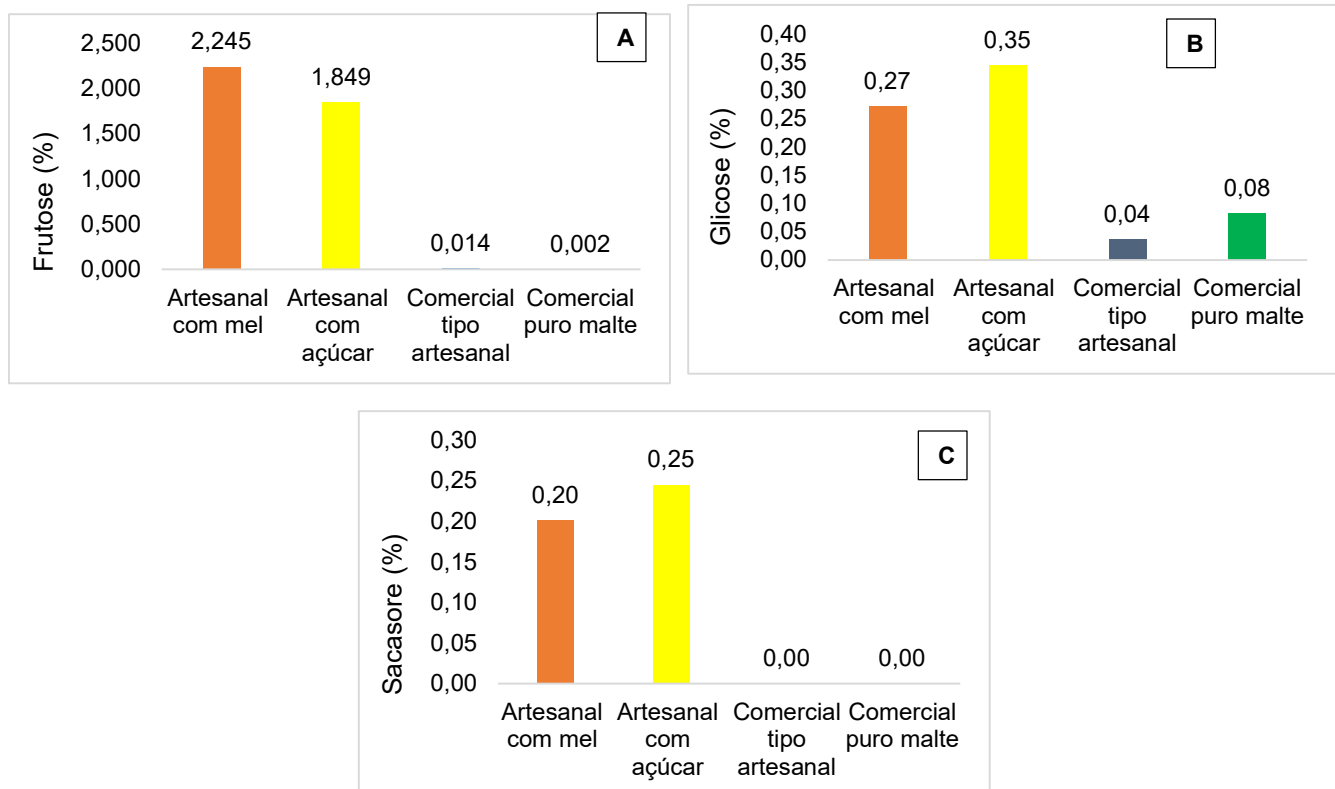 A
Frutose (%)
2,500
2,000
1,500
1,000
0,500
0,000
2,245
1,849
0,014
0,002
Artesanal
com mel
Artesanal
com
açúcar
Comercial
tipo
artesanal
Comercial
puro malte
B
Glicose (%)
0,40
0,35
0,30
0,25
0,20
0,15
0,10
0,05
0,00
0,27
0,35
0,04
0,08
Artesanal
com mel
Artesanal
com
açúcar
Comercial
tipo
artesanal
Comercial
puro malte
C
Sacasore (%)
0,30
0,25
0,20
0,15
0,10
0,05
0,00
0,20
0,25
0,00
0,00
Artesanal
com mel
Artesanal
com
açúcar
Comercial
tipo
artesanal
Comercial
puro malte